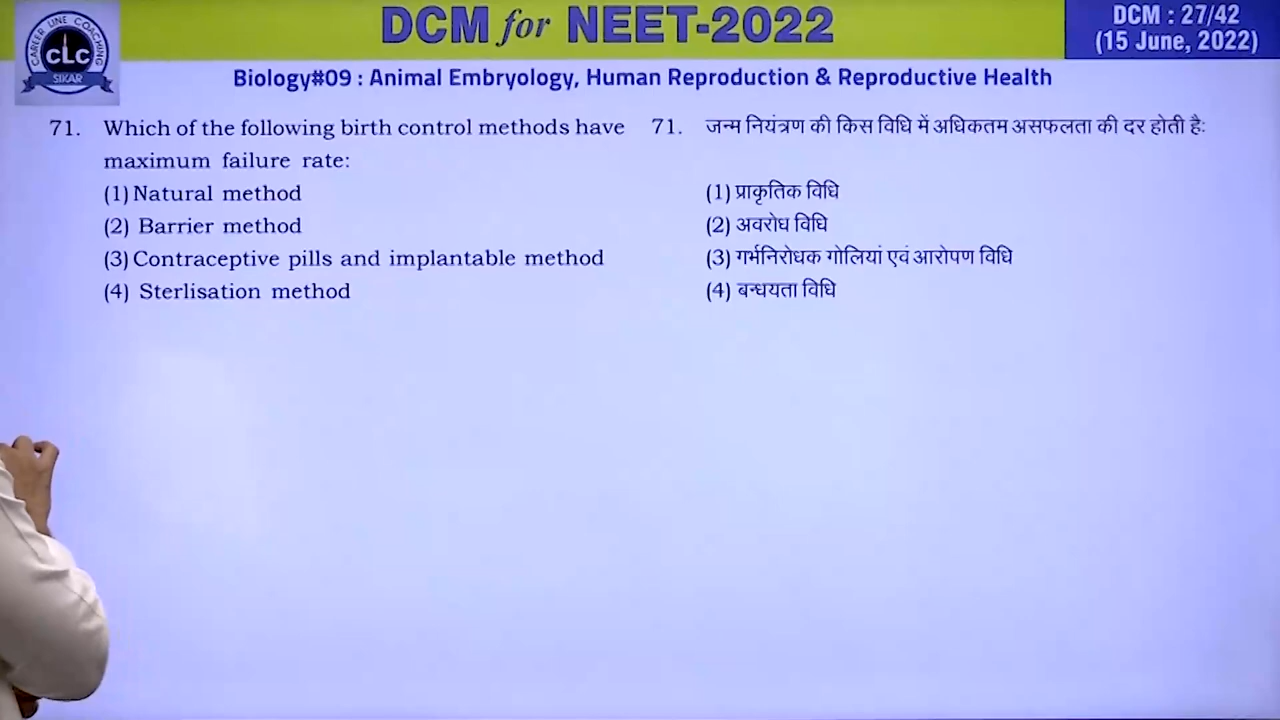 CAREER LINE COACHING
CLC
SIKAR
DCM for NEET-2022
DCM : 27/42
(15 June, 2022)
Biology#09 : Animal Embryology, Human Reproduction & Reproductive Health
71. Which of the following birth control methods have
maximum failure rate:
(1) Natural method
(2) Barrier method
(3) Contraceptive pills and implantable method
(4) Sterlisation method
71. जन्म नियंत्रण की किस विधि में अधिकतम असफलता की दर होती है:
(1) प्राकृतिक विधि
(2) अवरोध विधि
(3) गर्भनिरोधक गोलियां एवं आरोपण विधि
(4) बन्धयता विधि